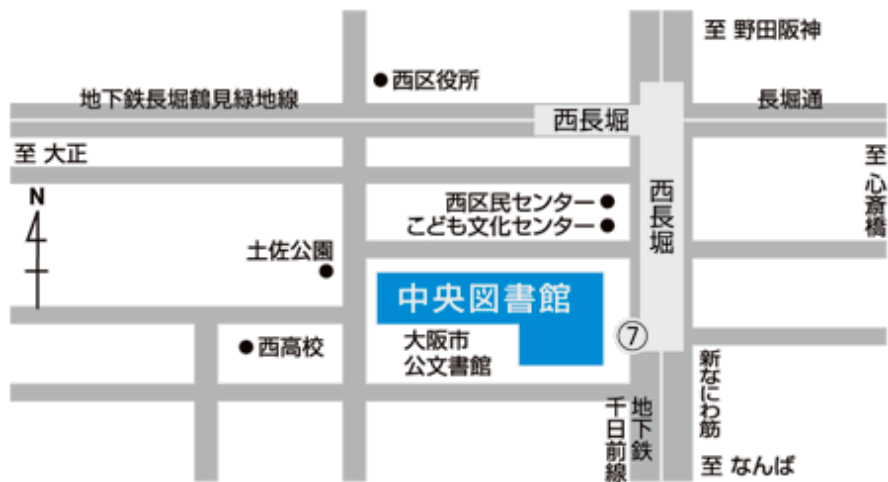 至 野田阪神
西区役所
地下鉄長堀鶴見緑地線
長堀通
西長堀
至 大正
至 心斎橋
N
西長堀
西区民センター
こども文化センター
土佐公園
中央図書館
⑦
大阪市
公文書館
西高校
新なにわ筋
地下鉄
千日前線
至 なんば